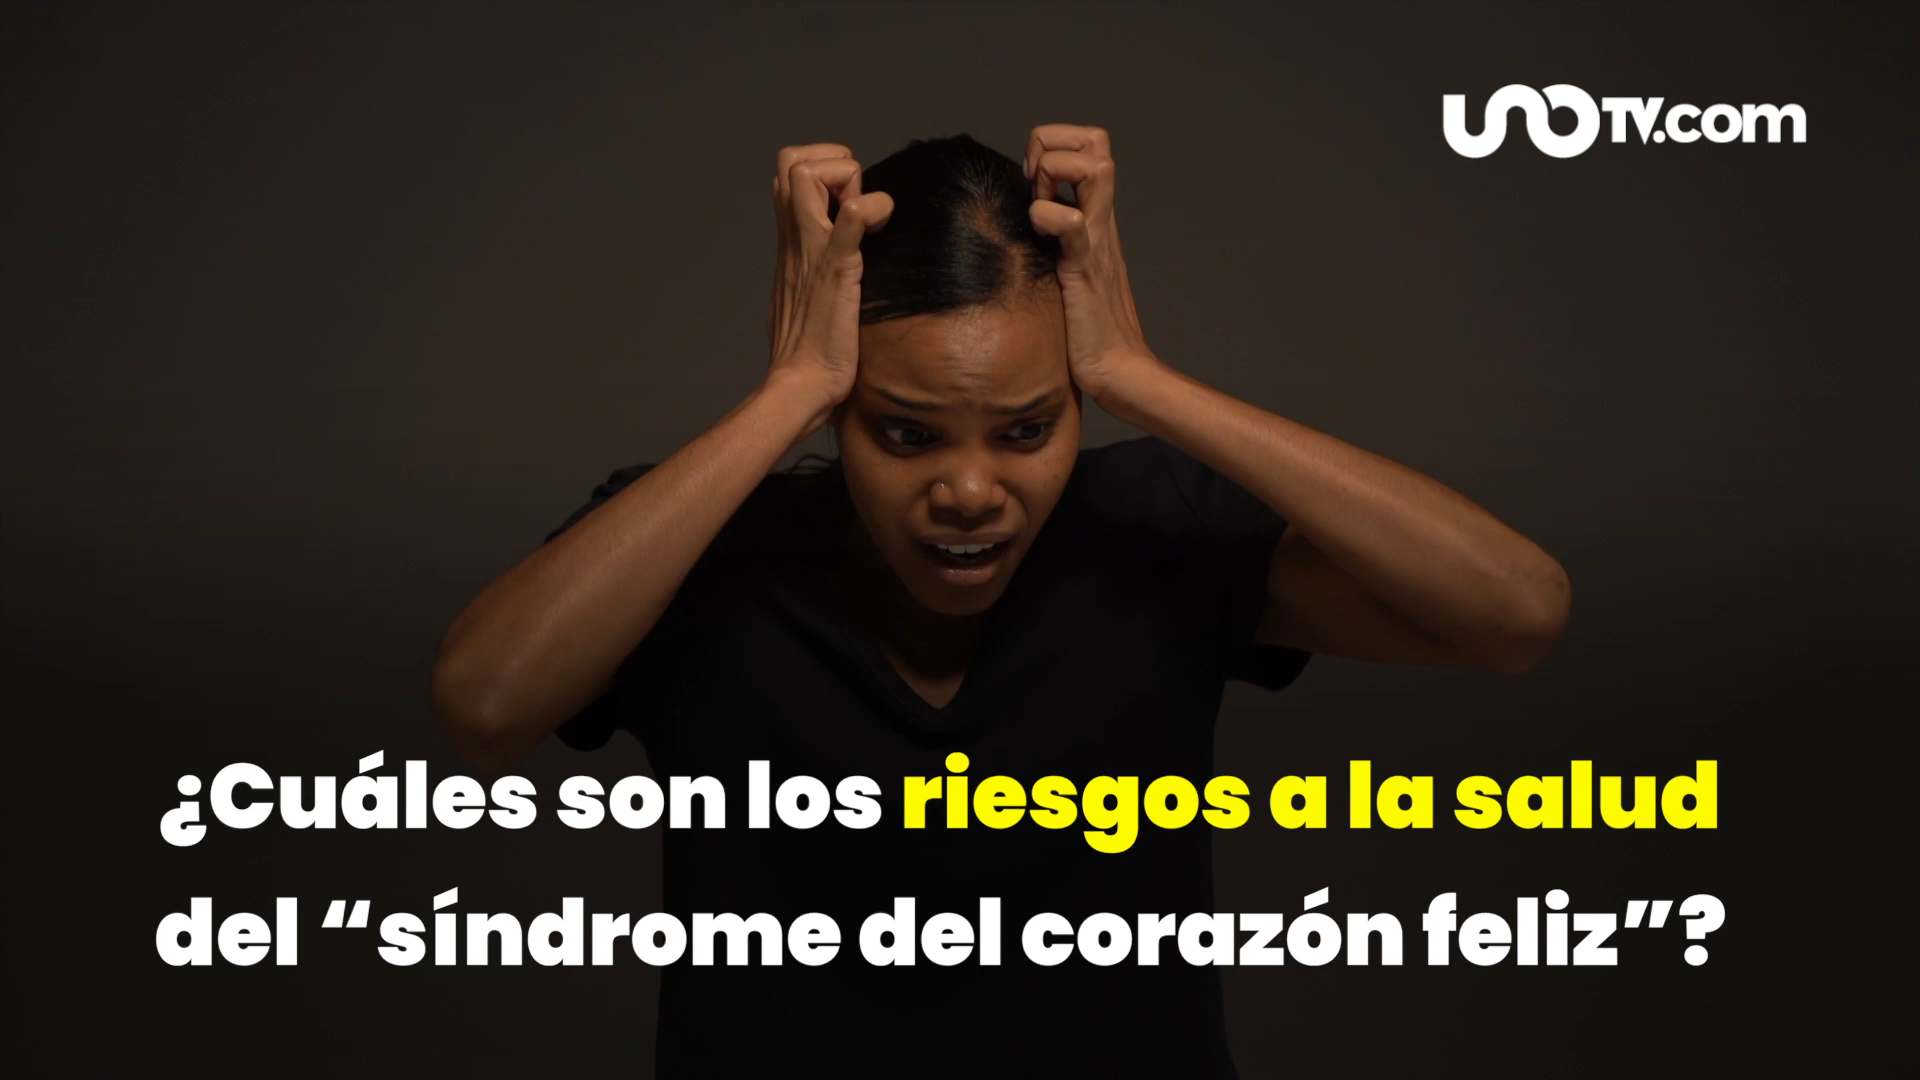 UNOTV.com
¿Cuáles son los riesgos a la salud
del “síndrome del corazón feliz”?